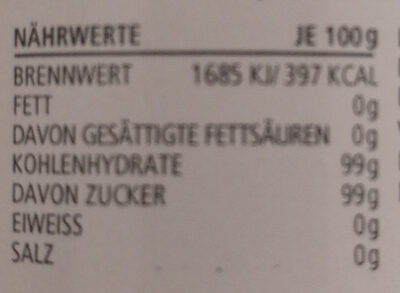 NÄHRWERTE JE 100g
BRENNWERT 1685 KJ/ 397 KCAL
FETT 0g
DAVON GESÄTTIGTE FETTSÄUREN 0g
KOHLENHYDRATE 99g
DAVON ZUCKER 99g
EIWEISS 0g
SALZ 0g